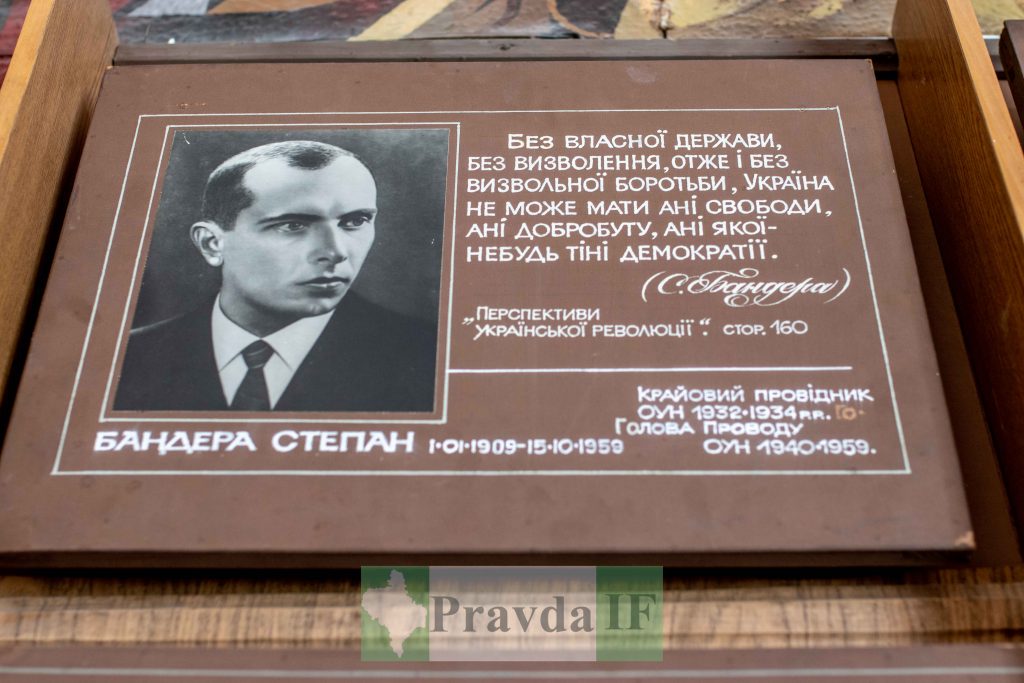 Без власної держави,
без визволення, отже і без
визвольної боротьби, Україна
не може мати ані свободи,
ані добробуту, ані якої-
небудь тіні демократії.
(С. Бандера)
„Перспективи
української революції“. стор. 160
Крайовий провідник
ОУН 1932-1934 р.р. Го-
Голова Проводу
ОУН 1940-1959.
Бандера Степан 1·01·1909-15·10·1959
Pravda IF